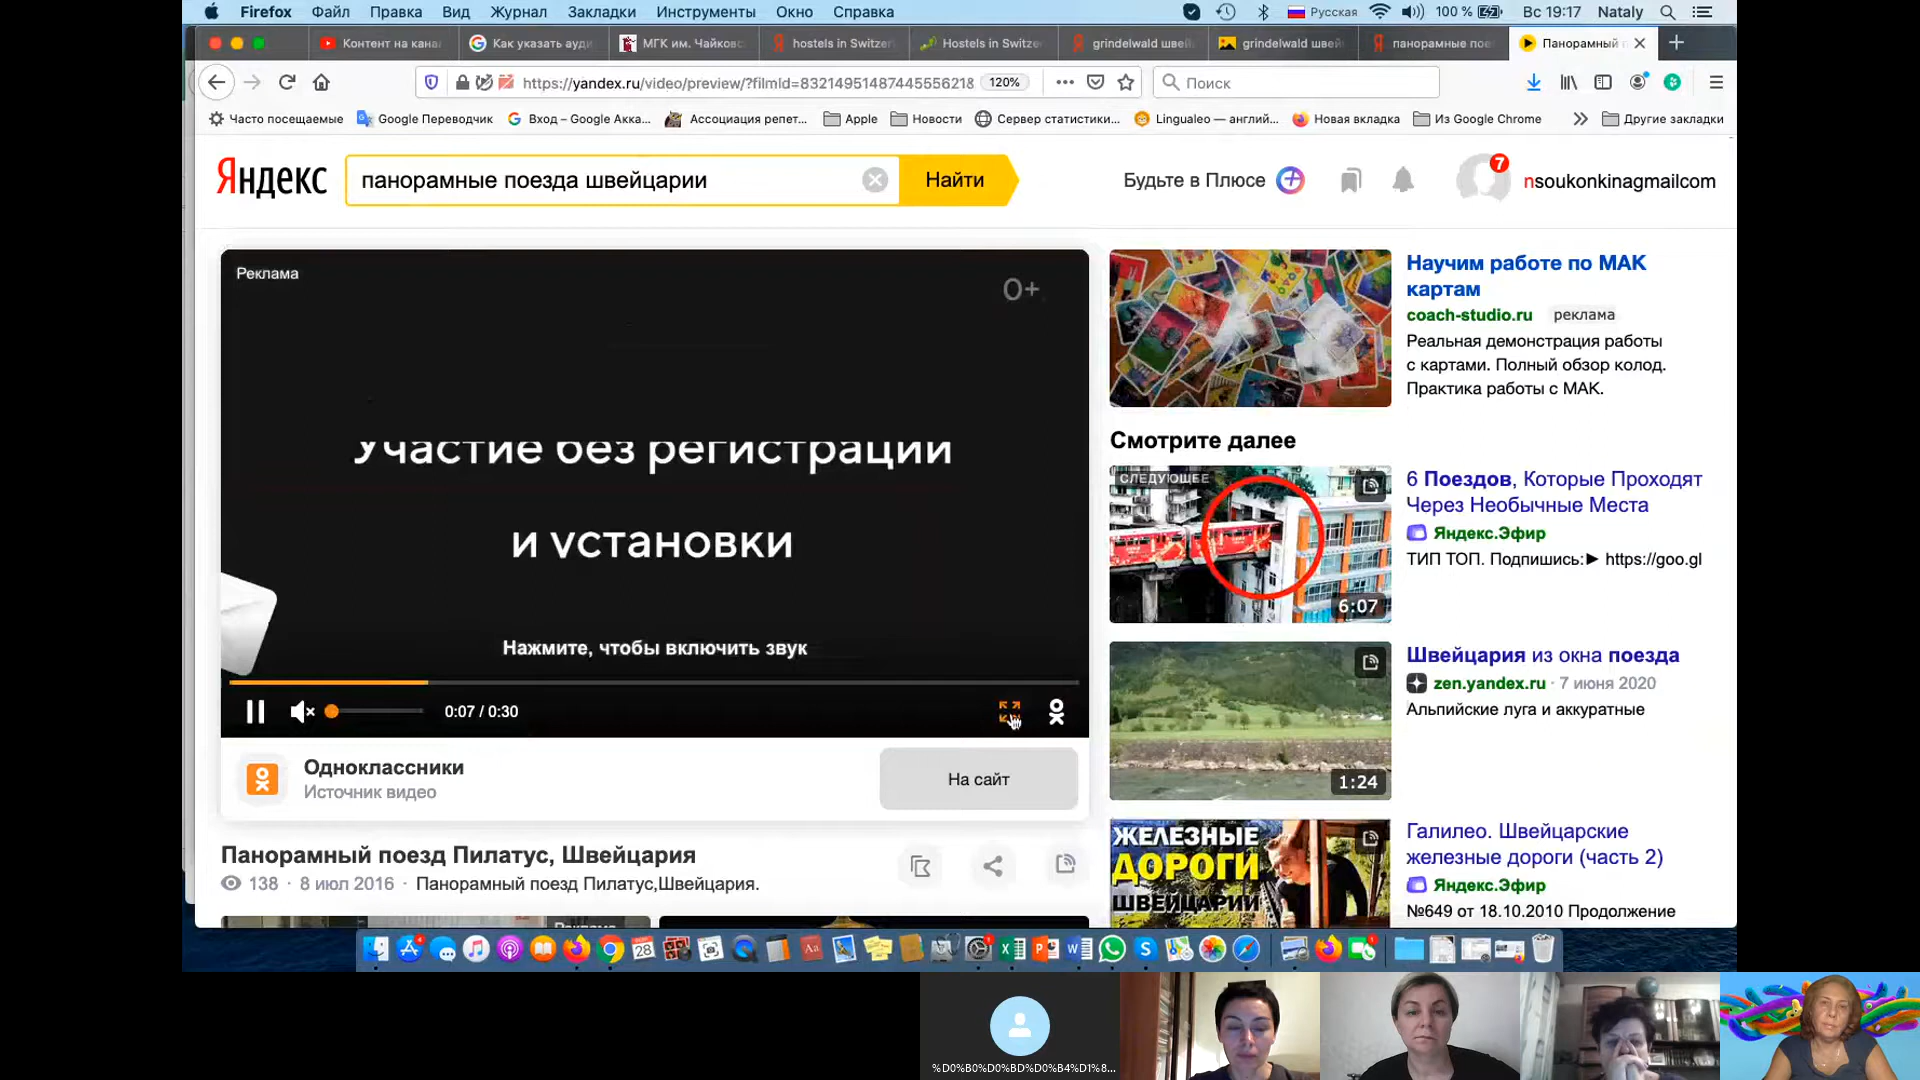 Firefox Файл Правка Вид Журнал Закладки Инструменты Окно Справка Русская 100 % Вс 19:17 Nataly
Контент на кана Как указать ауди МГК им. Чайковс hostels in Switzer Hostels in Switze grindelwald швей grindelwald швей панорамные пое Панорамный п
https://yandex.ru/video/preview/?filmId=83214951487445556218 120% Поиск
Часто посещаемые Google Переводчик Вход – Google Акка... Ассоциация репет... Apple Новости Сервер статистики... Lingualeo — англий... Новая вкладка Из Google Chrome Другие закладки
Яндекс панорамные поезда швейцарии Найти Будьте в Плюсе 7 nsoukonkinagmailcom
Реклама
0+
Участие без регистрации
и установки
Нажмите, чтобы включить звук
0:07 / 0:30
Одноклассники
Источник видео
На сайт
Панорамный поезд Пилатус, Швейцария
138 · 8 июл 2016 · Панорамный поезд Пилатус,Швейцария.
Реклама
Научим работе по МАК
картам
coach-studio.ru реклама
Реальная демонстрация работы
с картами. Полный обзор колод.
Практика работы с МАК.
Смотрите далее
СЛЕДУЮЩЕЕ
6:07
6 Поездов, Которые Проходят
Через Необычные Места
Яндекс.Эфир
ТИП ТОП. Подпишись:► https://goo.gl
1:24
Швейцария из окна поезда
zen.yandex.ru · 7 июня 2020
Альпийские луга и аккуратные
ЖЕЛЕЗНЫЕ
ДОРОГИ
ШВЕЙЦАРИИ
Галилео. Швейцарские
железные дороги (часть 2)
Яндекс.Эфир
№649 от 18.10.2010 Продолжение
28
%D0%B0%D0%BD%D0%B4%D1%8...